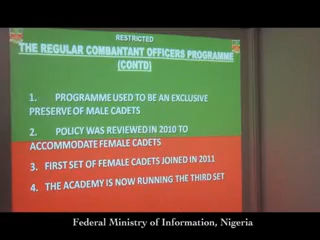 RESTRICTED
THE REGULAR COMBANTANT OFFICERS PROGRAMME
(CONTD)
1. PROGRAMME USED TO BE AN EXCLUSIVE
PRESERVE OF MALE CADETS
2. POLICY WAS REVIEWED IN 2010 TO
ACCOMMODATE FEMALE CADETS
3. FIRST SET OF FEMALE CADETS JOINED IN 2011
4. THE ACADEMY IS NOW RUNNING THE THIRD SET
Federal Ministry of Information, Nigeria